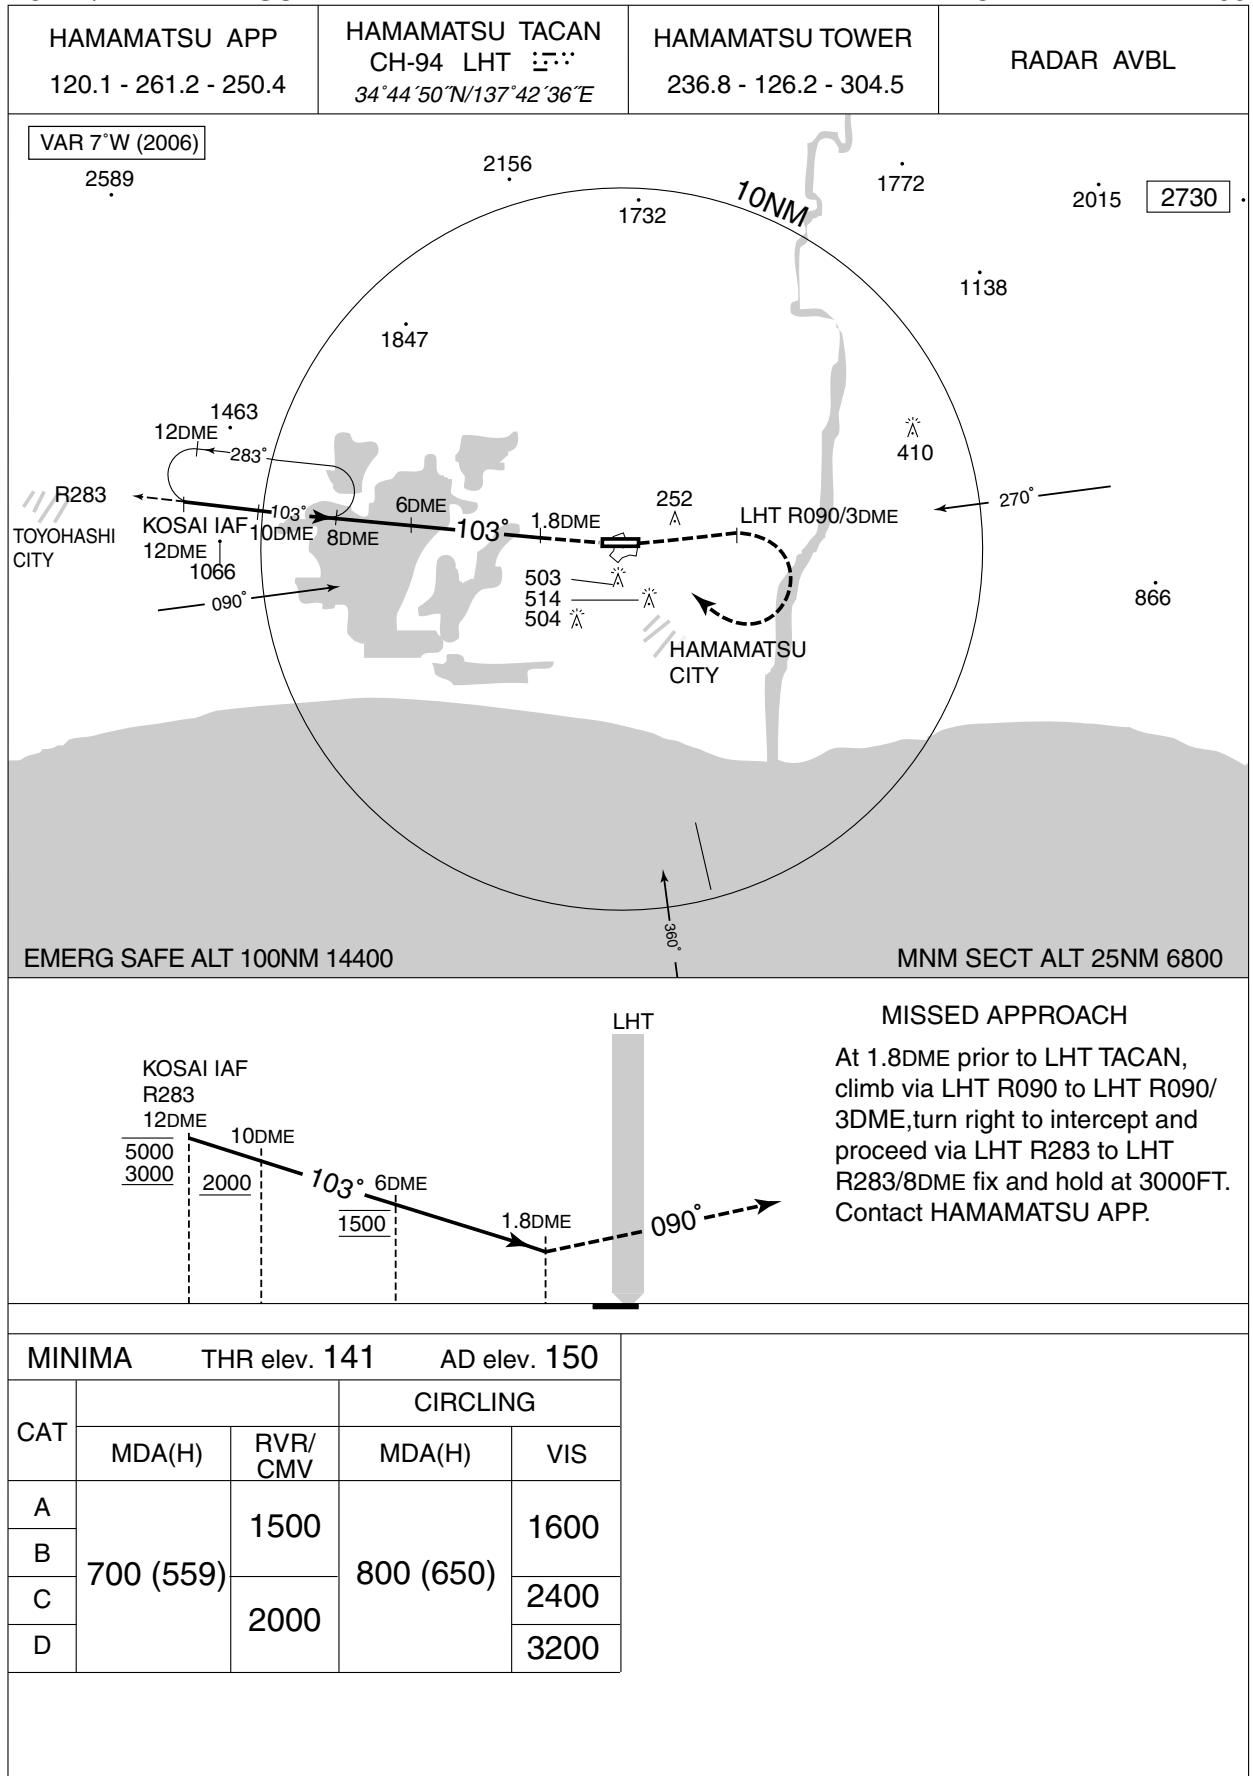 HAMAMATSU APP
120.1 - 261.2 - 250.4
HAMAMATSU TACAN
CH-94 LHT
34°44´50˝N/137°42´36˝E
HAMAMATSU TOWER
236.8 - 126.2 - 304.5
RADAR AVBL
VAR 7°W (2006)
2589
2156
1732
10NM
1772
2015
2730
1138
1847
1463
12DME
283°
410
R283
TOYOHASHI
CITY
KOSAI IAF
12DME
1066
103°
10DME
8DME
6DME
103°
1.8DME
252
LHT R090/3DME
270°
090°
503
514
504
866
HAMAMATSU
CITY
360°
EMERG SAFE ALT 100NM 14400
MNM SECT ALT 25NM 6800
LHT
KOSAI IAF
R283
12DME
5000
3000
10DME
2000
103°
6DME
1500
1.8DME
090°
MISSED APPROACH
At 1.8DME prior to LHT TACAN,
climb via LHT R090 to LHT R090/
3DME,turn right to intercept and
proceed via LHT R283 to LHT
R283/8DME fix and hold at 3000FT.
Contact HAMAMATSU APP.
MINIMA THR elev. 141 AD elev. 150
CAT
CIRCLING
MDA(H)
RVR/
CMV
MDA(H)
VIS
A
B
C
D
700 (559)
1500
2000
800 (650)
1600
2400
3200